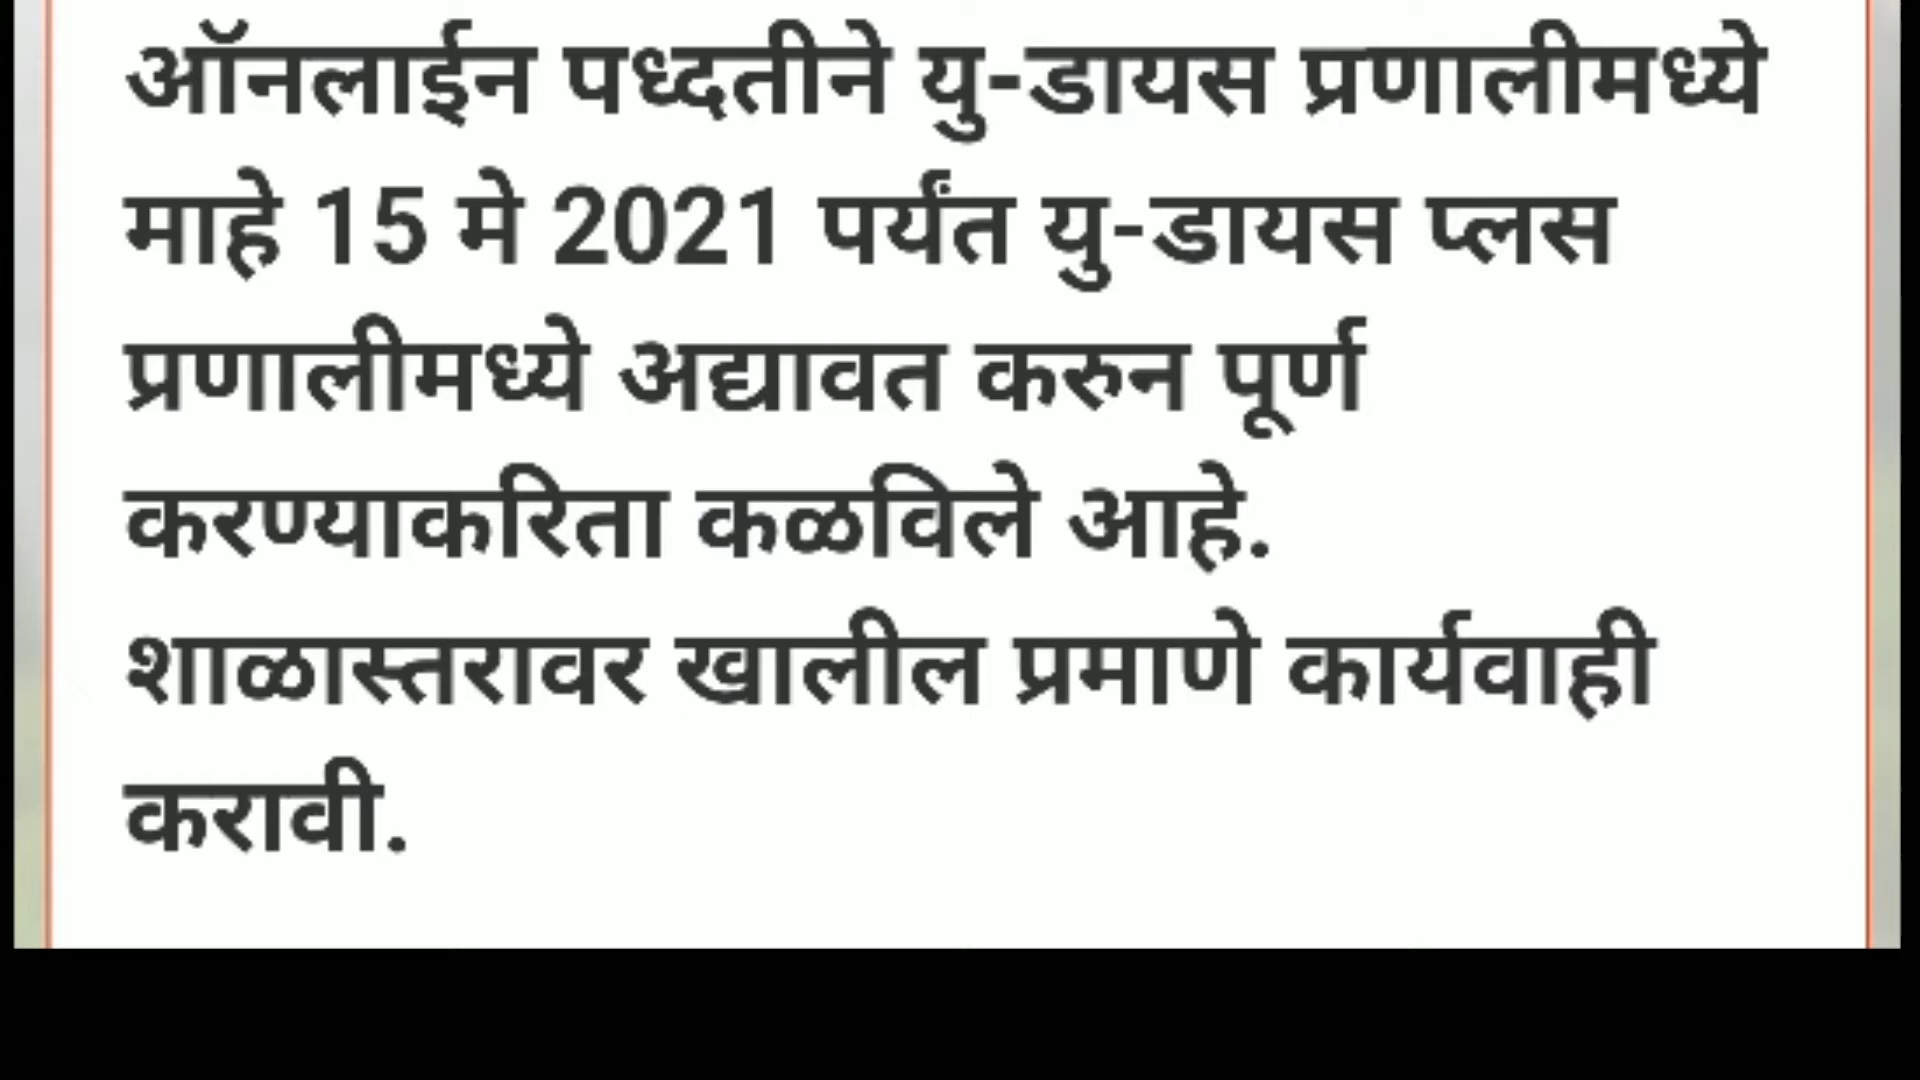 ऑनलाईन पध्दतीने यु-डायस प्रणालीमध्ये
माहे 15 मे 2021 पर्यंत यु-डायस प्लस
प्रणालीमध्ये अद्यावत करुन पूर्ण
करण्याकरिता कळविले आहे.
शाळास्तरावर खालील प्रमाणे कार्यवाही
करावी.